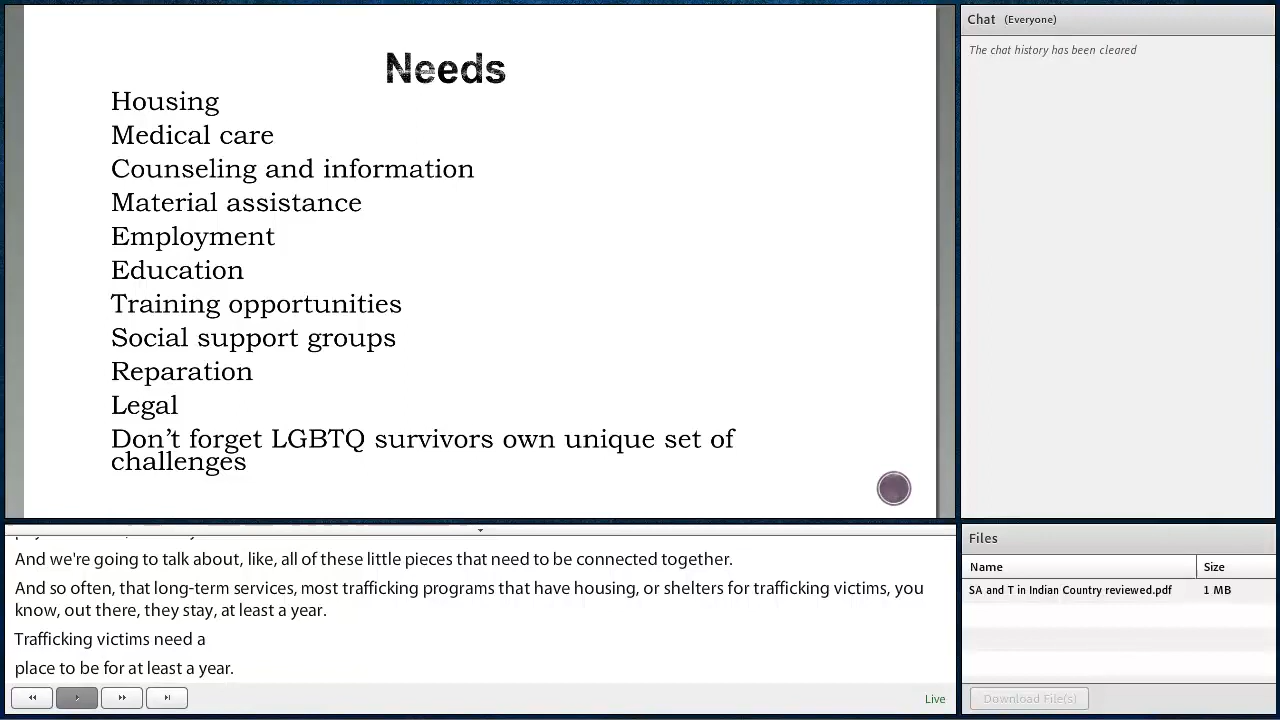 Needs
Housing
Medical care
Counseling and information
Material assistance
Employment
Education
Training opportunities
Social support groups
Reparation
Legal
Don't forget LGBTQ survivors own unique set of
challenges
And we're going to talk about, like, all of these little pieces that need to be connected together.
And so often, that long-term services, most trafficking programs that have housing, or shelters for trafficking victims, you
know, out there, they stay, at least a year.
Trafficking victims need a
place to be for at least a year.
Live
Chat (Everyone)
The chat history has been cleared
Files
Name Size
SA and T in Indian Country reviewed.pdf 1 MB
Download File(s)